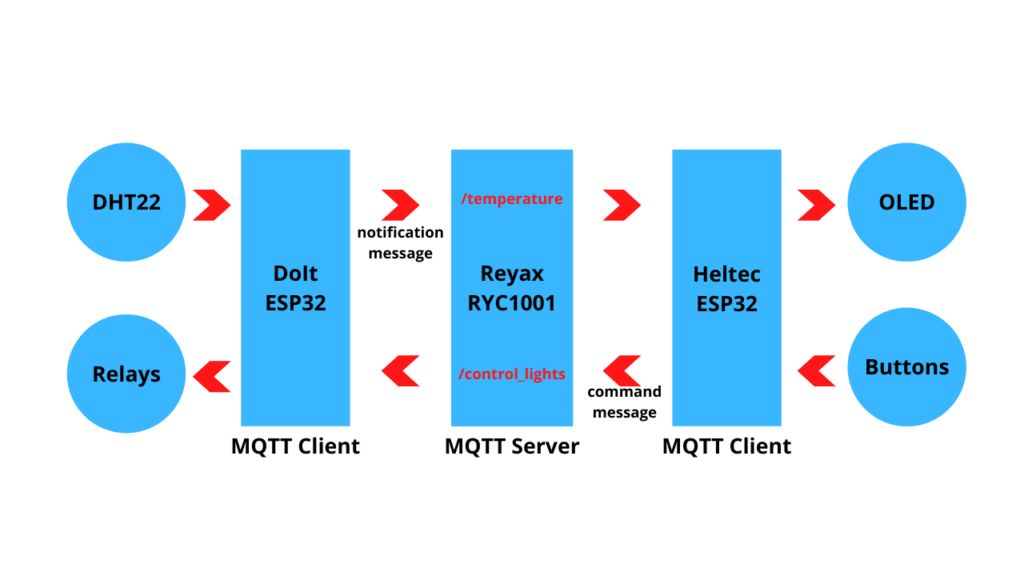 DHT22
Relays
DoIt
ESP32
MQTT Client
notification
message
/temperature
Reyax
RYC1001
/control_lights
MQTT Server
command
message
Heltec
ESP32
MQTT Client
OLED
Buttons